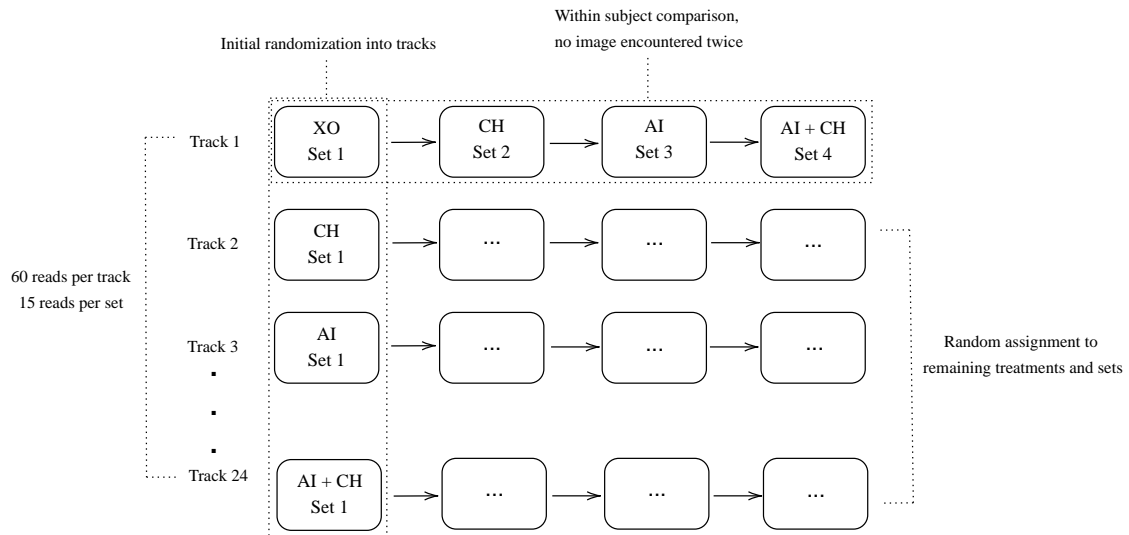 Within subject comparison,
no image encountered twice
Initial randomization into tracks
Track 1
XO
Set 1
CH
Set 2
AI
Set 3
AI + CH
Set 4
Track 2
CH
Set 1
...
...
...
60 reads per track
15 reads per set
Track 3
AI
Set 1
...
...
...
Random assignment to
remaining treatments and sets
Track 24
AI + CH
Set 1
...
...
...